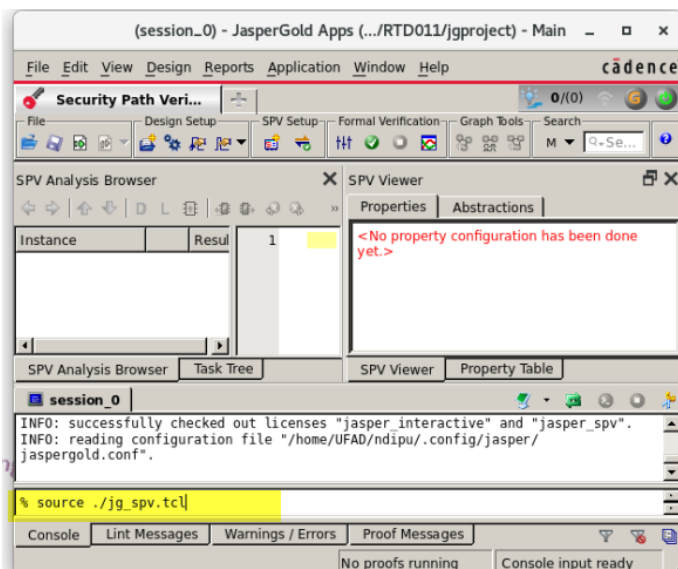 (session_0) - JasperGold Apps (.../RTD011/jgproject) - Main
File Edit View Design Reports Application Window Help
cādence
Security Path Veri...
0/(0)
File Design Setup SPV Setup Formal Verification Graph Tools Search
M
Se...
SPV Analysis Browser
SPV Viewer
D L
»
Properties Abstractions
Instance Resul
1
<No property configuration has been done
yet.>
SPV Analysis Browser Task Tree
SPV Viewer Property Table
session_0
INFO: successfully checked out licenses "jasper_interactive" and "jasper_spv".
INFO: reading configuration file "/home/UFAD/ndipu/.config/jasper/
jaspergold.conf".
% source ./jg_spv.tcl
Console Lint Messages Warnings / Errors Proof Messages
No proofs running Console input ready